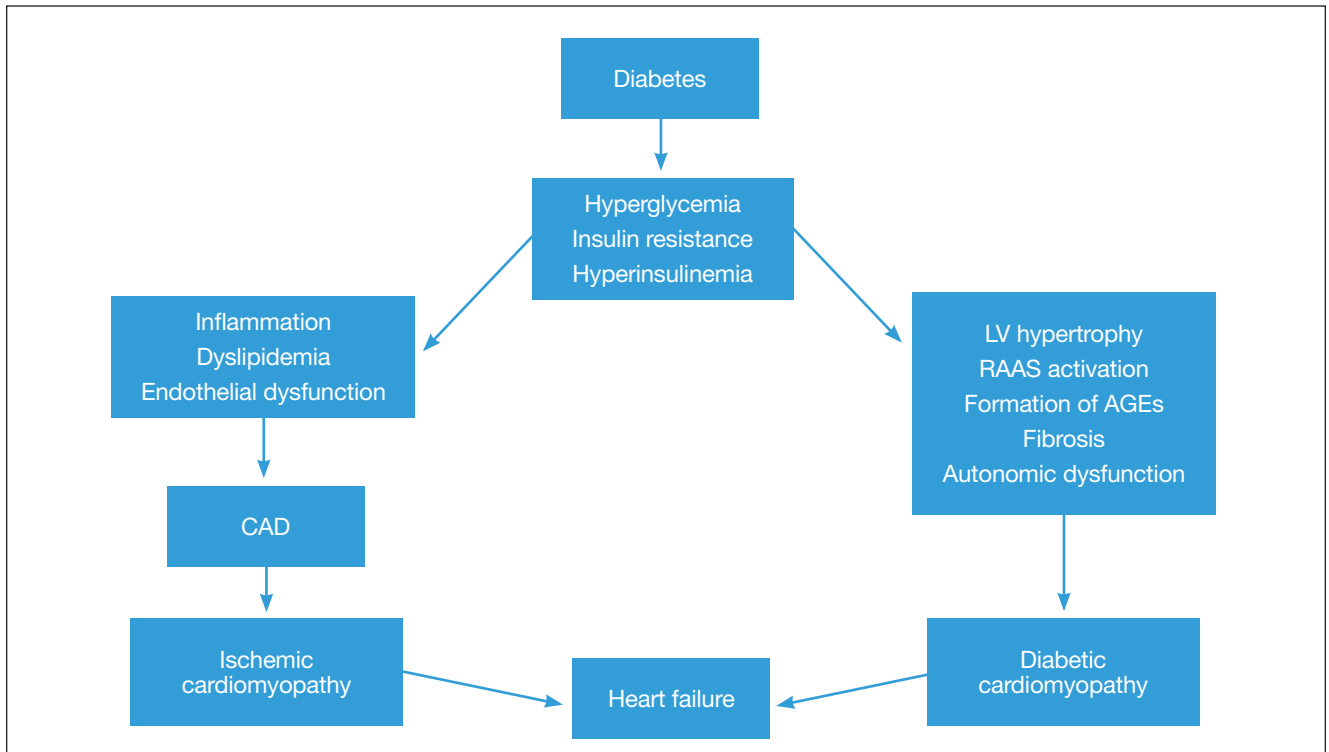 Diabetes
Hyperglycemia
Insulin resistance
Hyperinsulinemia
Inflammation
Dyslipidemia
Endothelial dysfunction
LV hypertrophy
RAAS activation
Formation of AGEs
Fibrosis
Autonomic dysfunction
CAD
Ischemic
cardiomyopathy
Heart failure
Diabetic
cardiomyopathy